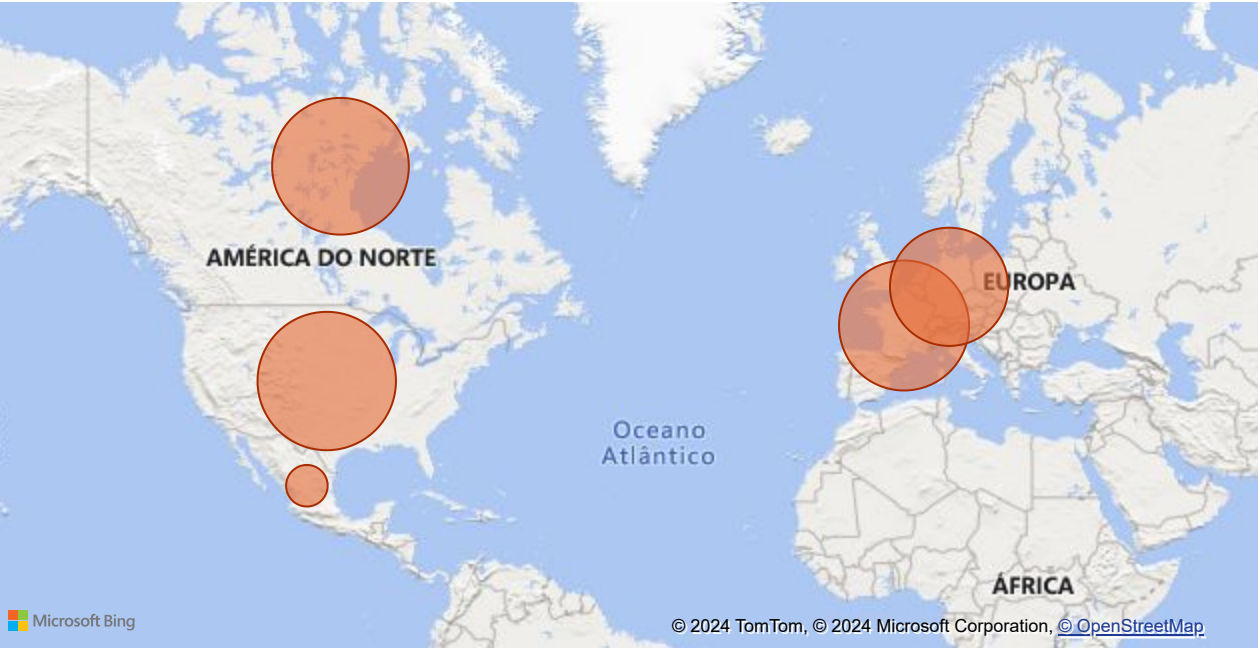 AMÉRICA DO NORTE
EUROPA
Oceano
Atlântico
ÁFRICA
Microsoft Bing
© 2024 TomTom, © 2024 Microsoft Corporation, © OpenStreetMap